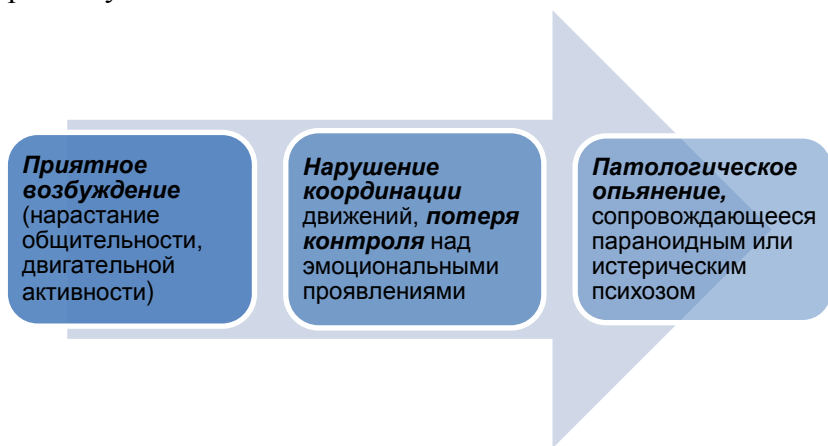 Приятное
возбуждение
(нарастание
общительности,
двигательной
активности)
Нарушение
координации
движений, потеря
контроля над
эмоциональными
проявлениями
Патологическое
опьянение,
сопровождающееся
параноидным или
истерическим
психозом